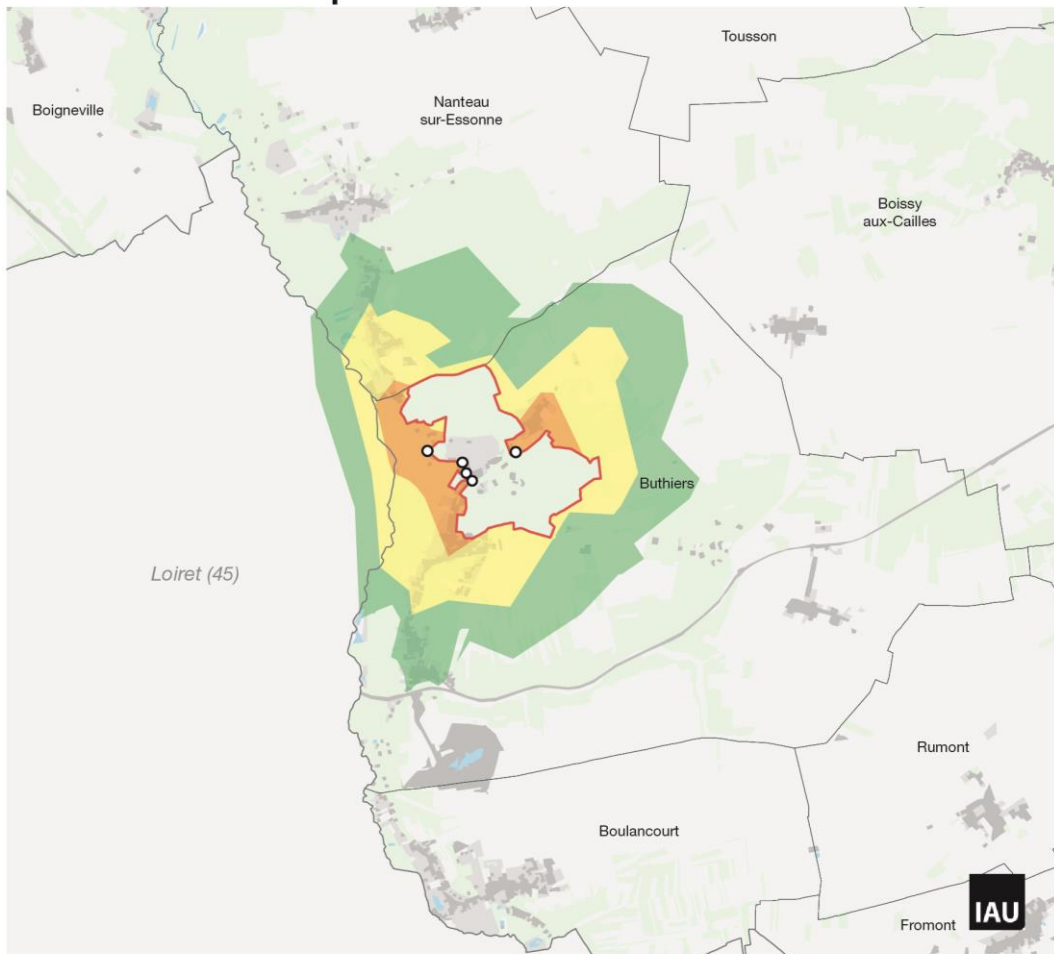 Tousson
Boigneville
Nanteau
sur-Essonne
Boissy
aux-Cailles
Buthiers
Loiret (45)
Rumont
Boulancourt
Fromont
IAU